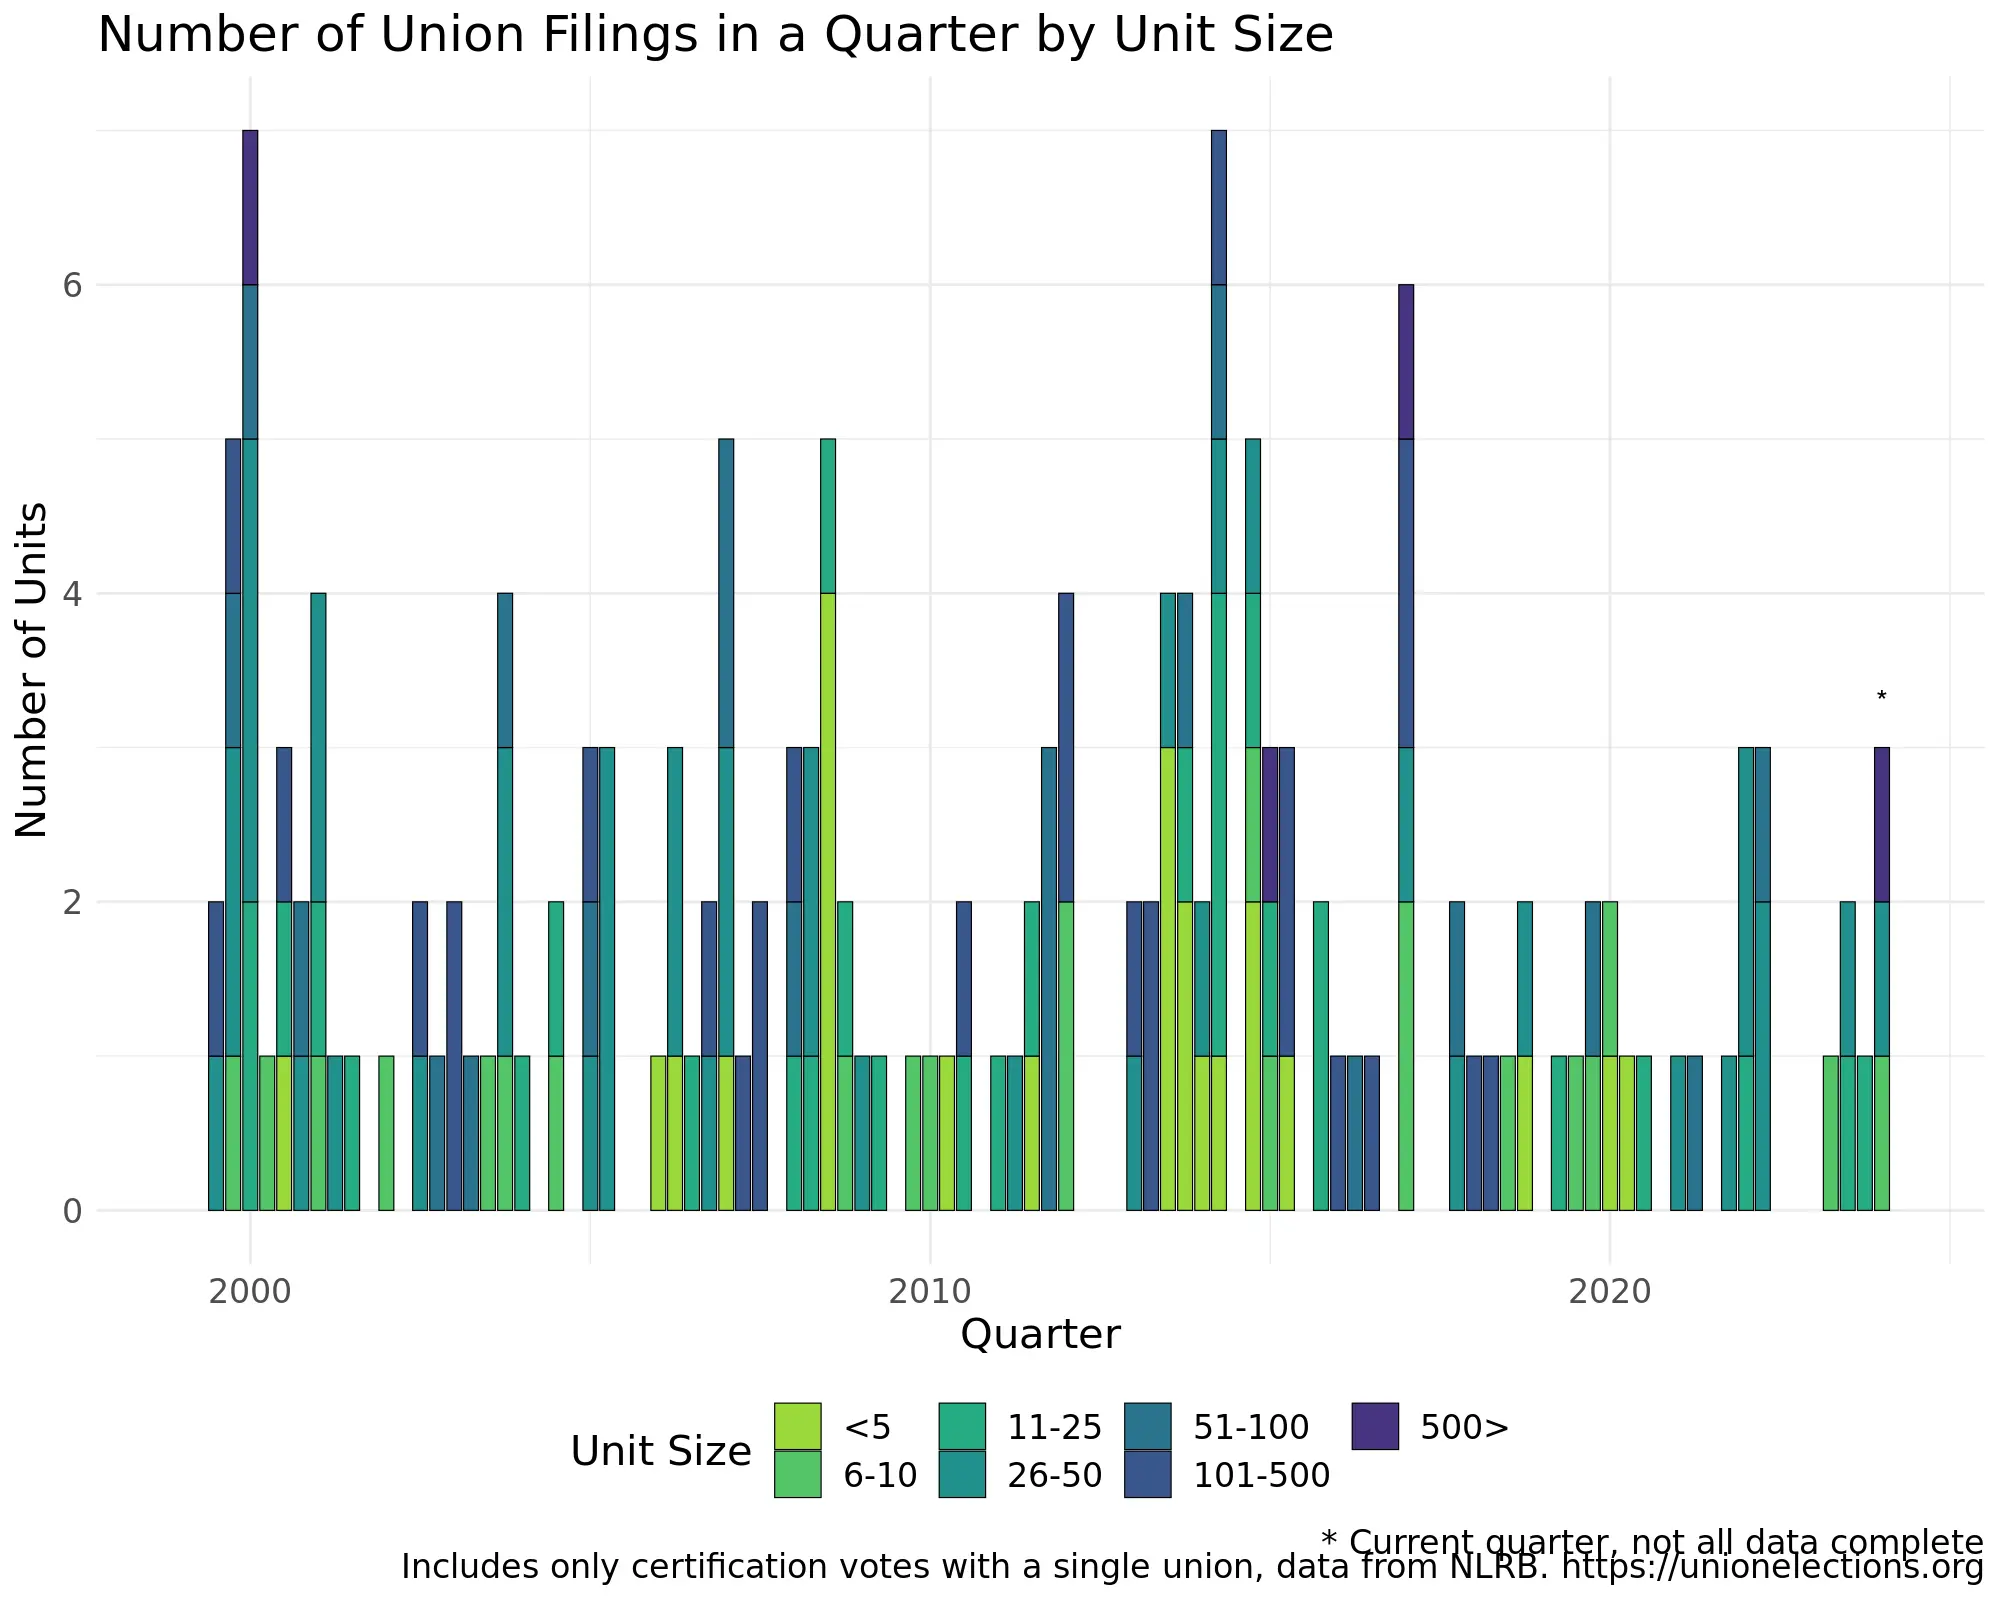 Number of Union Filings in a Quarter by Unit Size
Number of Units
6
4
2
0
*
2000 2010 2020
Quarter
Unit Size
<5 11-25 51-100 500>
6-10 26-50 101-500
* Current quarter, not all data complete
Includes only certification votes with a single union, data from NLRB. https://unionelections.org